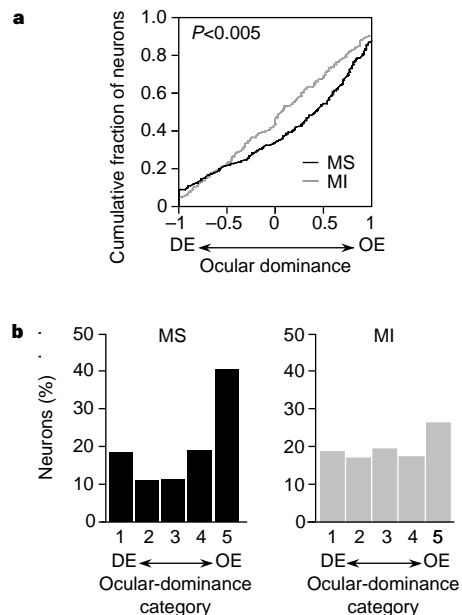 a
P<0.005
Cumulative fraction of neurons
1.0
0.8
0.6
0.4
0.2
0
MS
MI
−1 −0.5 0 0.5 1
DE OE
Ocular dominance
b
MS
Neurons (%)
50
40
30
20
10
0
1 2 3 4 5
DE OE
Ocular-dominance
category
MI
50
40
30
20
10
0
1 2 3 4 5
DE OE
Ocular-dominance
category